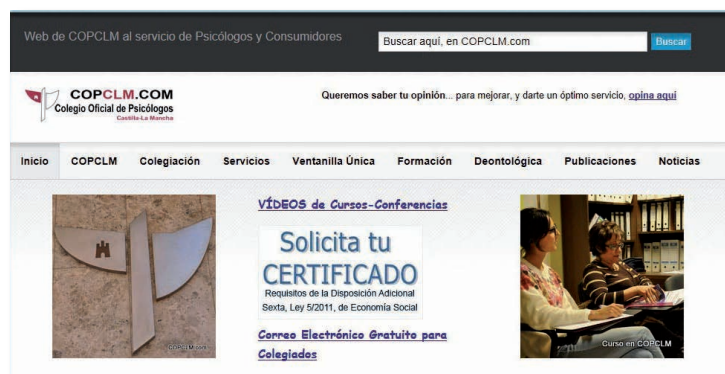 Web de COPCLM al servicio de Psicólogos y Consumidores
Buscar aquí, en COPCLM.com
Buscar
COPCLM.COM
Colegio Oficial de Psicólogos
Castilla-La Mancha
Queremos saber tu opinión... para mejorar, y darte un óptimo servicio, opina aquí
Inicio COPCLM Colegiación Servicios Ventanilla Única Formación Deontológica Publicaciones Noticias
VÍDEOS de Cursos-Conferencias
Solicita tu
CERTIFICADO
Requisitos de la Disposición Adicional
Sexta, Ley 5/2011, de Economía Social
Correo Electrónico Gratuito para
Colegiados
Curso en COPCLM